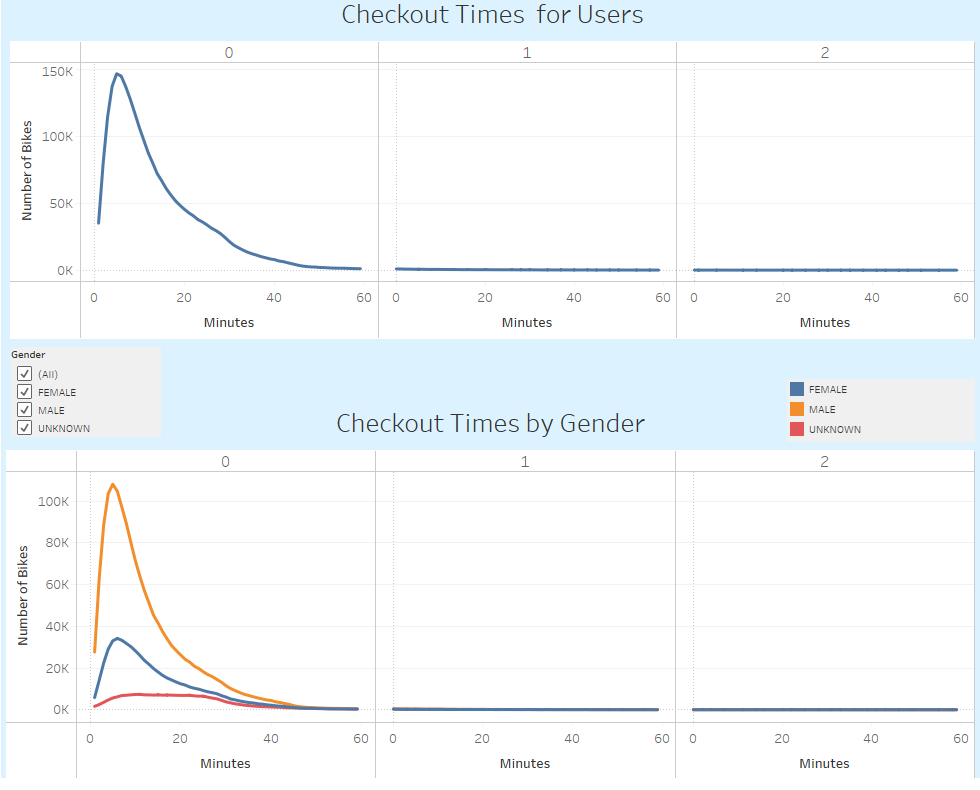 Checkout Times for Users
0 1 2
150K
100K
50K
0K
Number of Bikes
0 20 40 60 0 20 40 60 0 20 40 60
Minutes Minutes Minutes
Gender
(All)
FEMALE
MALE
UNKNOWN
FEMALE
MALE
UNKNOWN
Checkout Times by Gender
0 1 2
100K
80K
60K
40K
20K
0K
Number of Bikes
0 20 40 60 0 20 40 60 0 20 40 60
Minutes Minutes Minutes